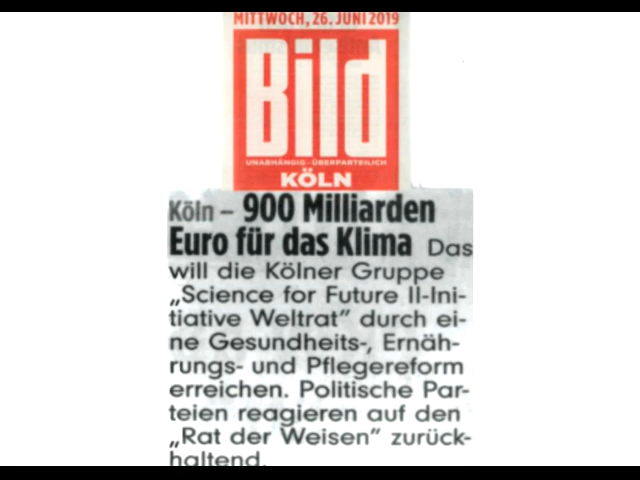 MITTWOCH, 26. JUNI 2019
Bild
UNABHÄNGIG · ÜBERPARTEILICH
KÖLN
Köln – 900 Milliarden
Euro für das Klima Das
will die Kölner Gruppe
„Science for Future II-Ini-
tiative Weltrat” durch ei-
ne Gesundheits-, Ernäh-
rungs- und Pflegereform
erreichen. Politische Par-
teien reagieren auf den
„Rat der Weisen” zurück-
haltend.